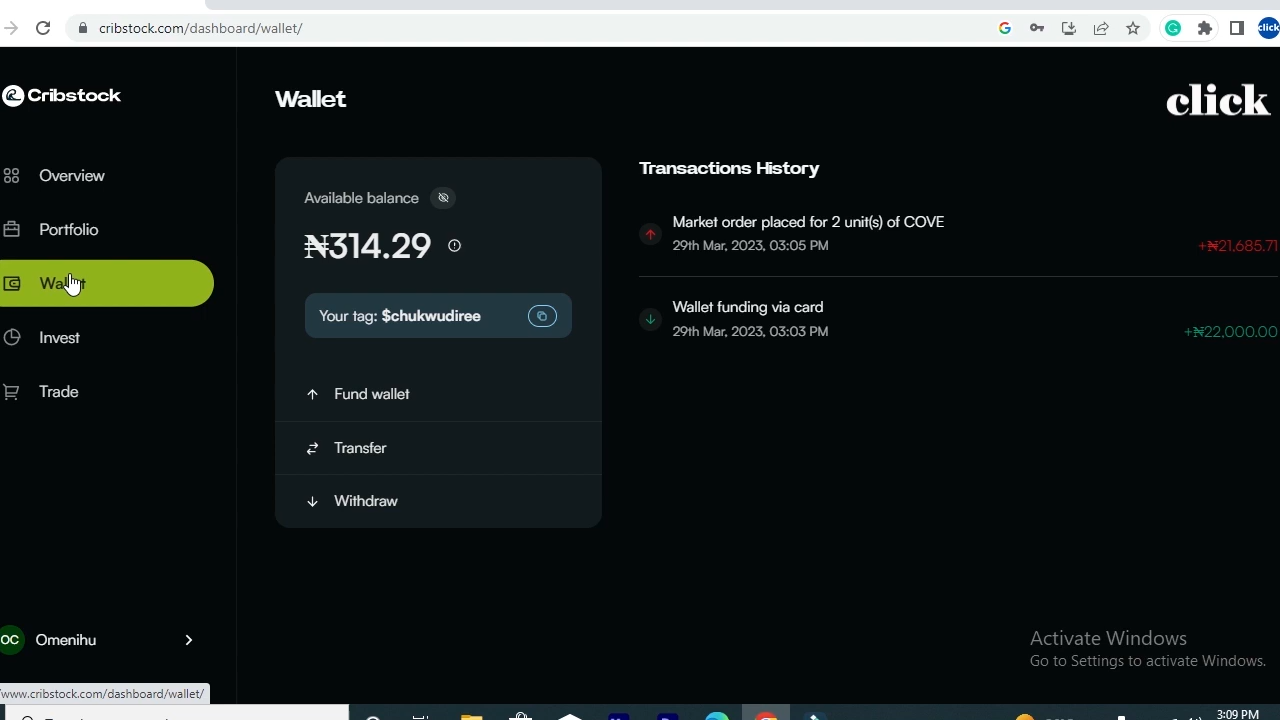 cribstock.com/dashboard/wallet/
click
Cribstock
Wallet
click
Overview
Portfolio
Wallet
Invest
Trade
Available balance
₦314.29
Your tag: $chukwudiree
Fund wallet
Transfer
Withdraw
Transactions History
Market order placed for 2 unit(s) of COVE
29th Mar, 2023, 03:05 PM
+₦21,685.71
Wallet funding via card
29th Mar, 2023, 03:03 PM
+₦22,000.00
OC
Omenihu
Activate Windows
Go to Settings to activate Windows.
www.cribstock.com/dashboard/wallet/
3:09 PM